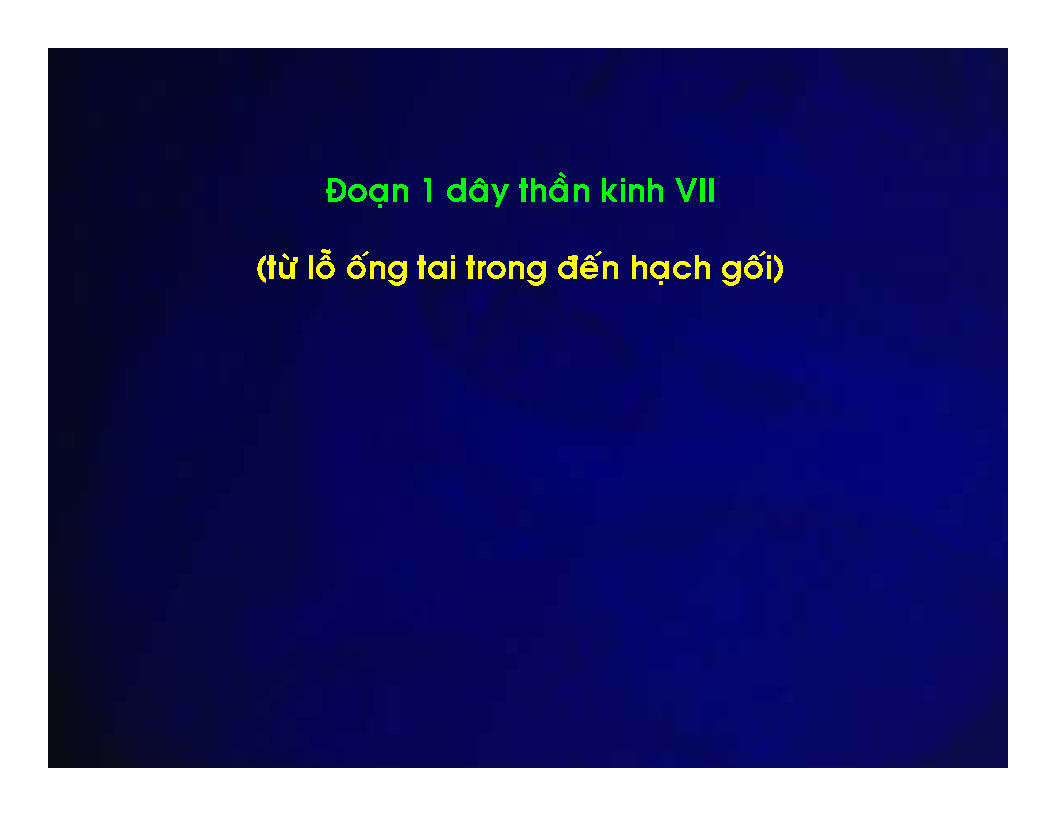 Đoạn 1 dây thần kinh VII
(từ lỗ ống tai trong đến hạch gối)